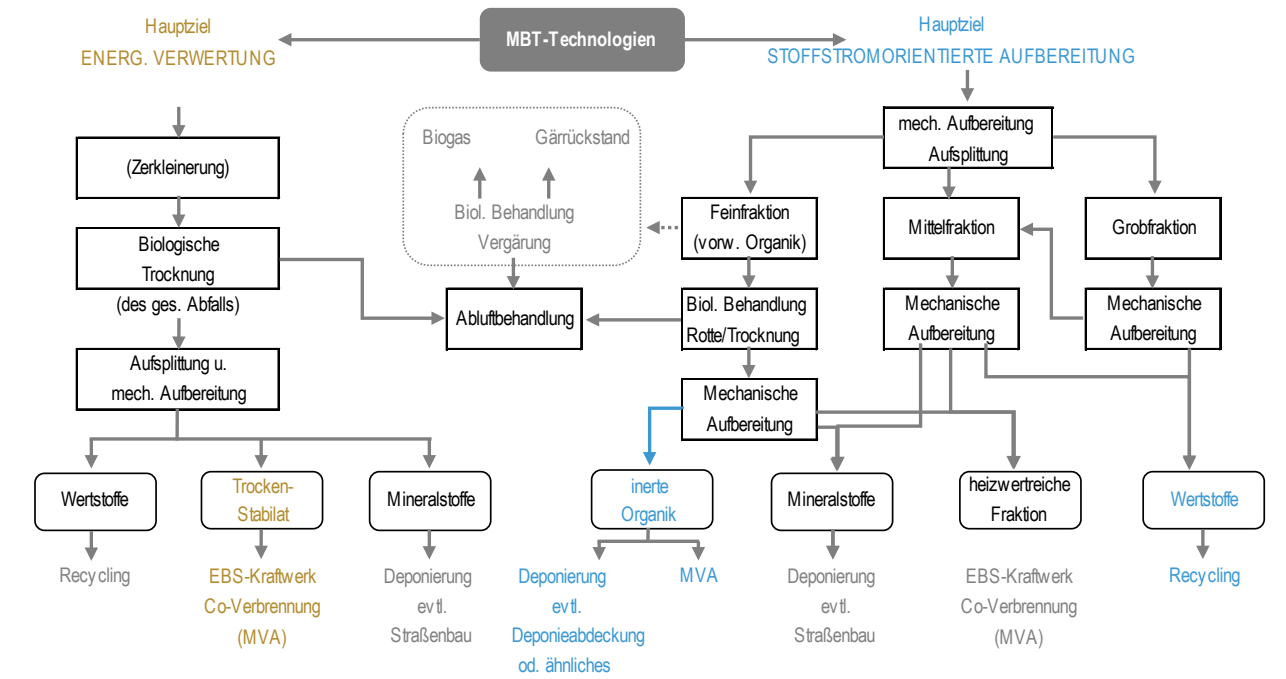 Hauptziel
ENERG. VERWERTUNG
MBT-Technologien
Hauptziel
STOFFSTROMORIENTIERTE AUFBEREITUNG
(Zerkleinerung)
Biologische
Trocknung
(des ges. Abfalls)
Aufsplittung u.
mech. Aufbereitung
Biogas
Gärrückstand
Biol. Behandlung
Vergärung
Abluftbehandlung
mech. Aufbereitung
Aufsplittung
Feinfraktion
(vorw. Organik)
Mittelfraktion
Grobfraktion
Biol. Behandlung
Rotte/Trocknung
Mechanische
Aufbereitung
Mechanische
Aufbereitung
Mechanische
Aufbereitung
Wertstoffe
Trocken-
Stabilat
Mineralstoffe
inerte
Organik
Mineralstoffe
heizwertreiche
Fraktion
Wertstoffe
Recycling
EBS-Kraftwerk
Co-Verbrennung
(MVA)
Deponierung
evtl.
Straßenbau
Deponierung
evtl.
Deponieabdeckung
od. ähnliches
MVA
Deponierung
evtl.
Straßenbau
EBS-Kraftwerk
Co-Verbrennung
(MVA)
Recycling